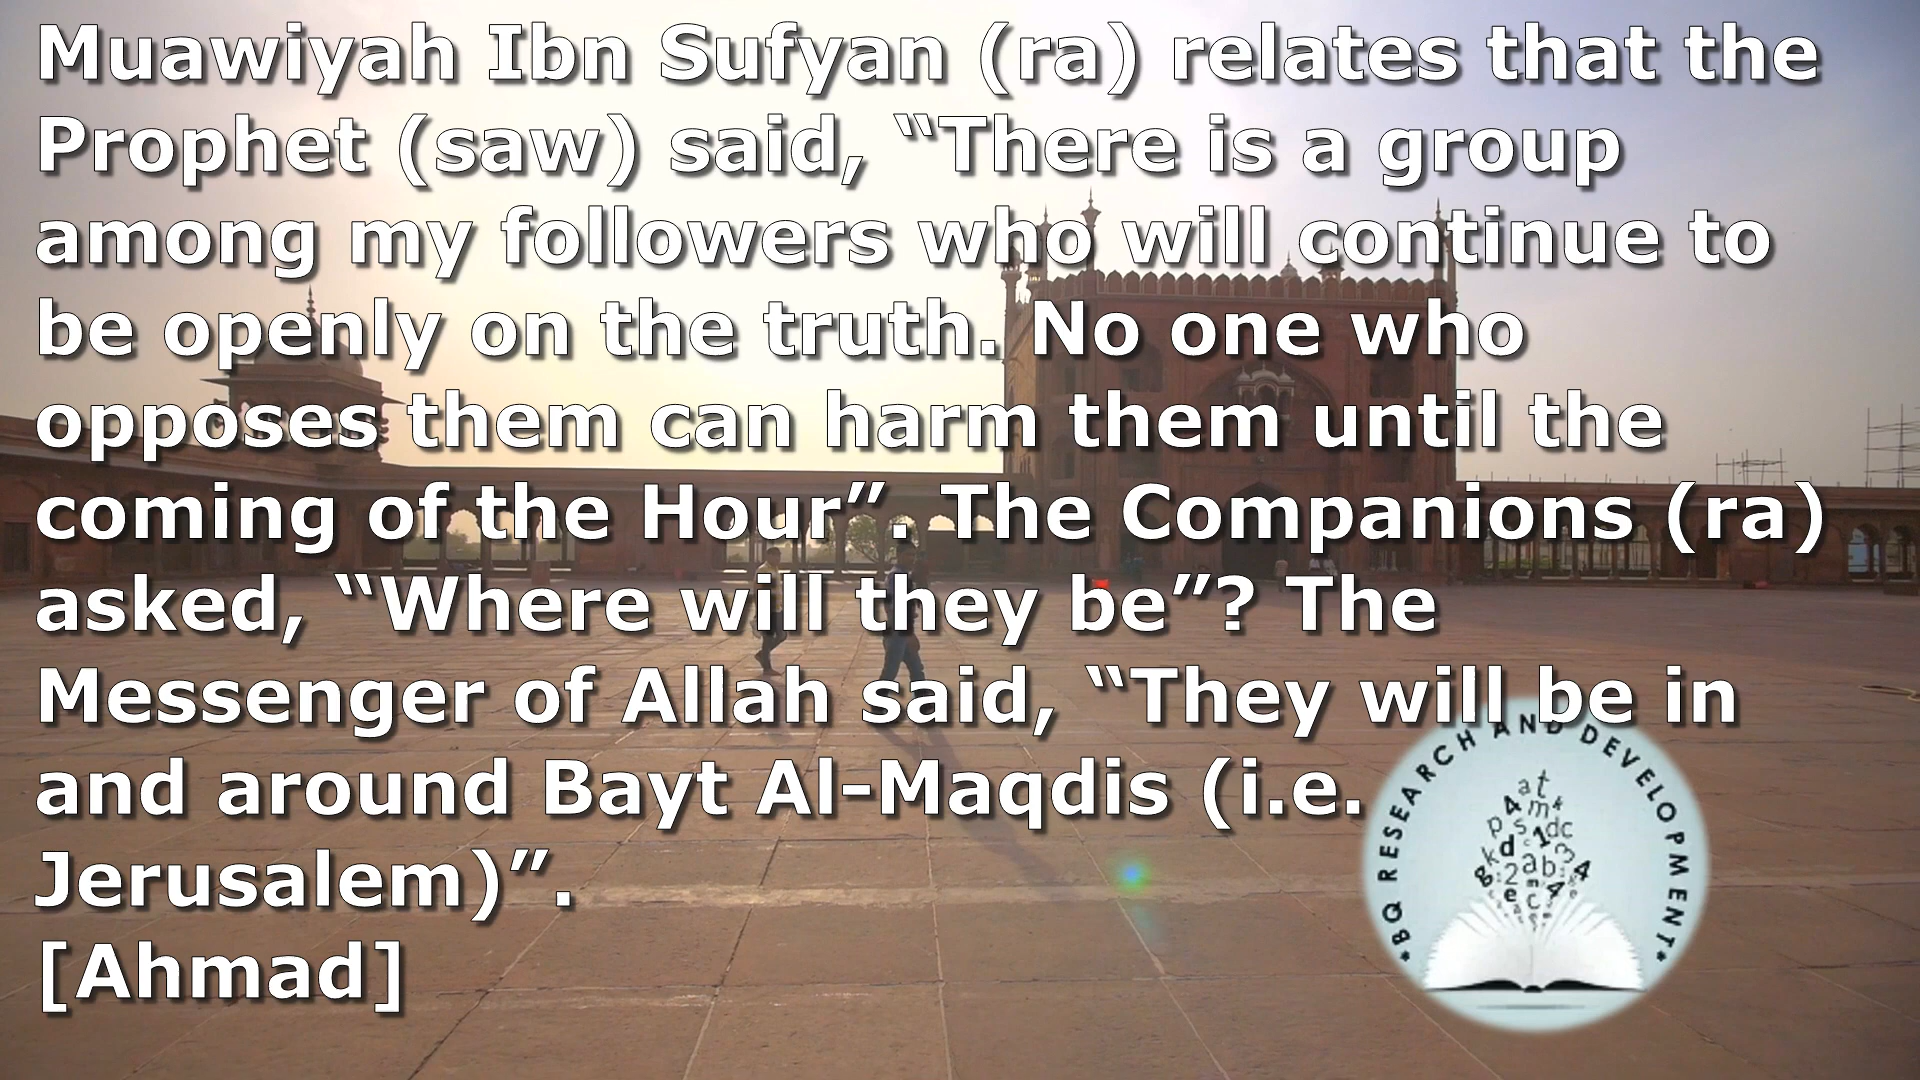 Muawiyah Ibn Sufyan (ra) relates that the
Prophet (saw) said, “There is a group
among my followers who will continue to
be openly on the truth. No one who
opposes them can harm them until the
coming of the Hour”. The Companions (ra)
asked, “Where will they be”? The
Messenger of Allah said, “They will be in
and around Bayt Al-Maqdis (i.e.
Jerusalem)”.
[Ahmad]
* BQ RESEARCH AND DEVELOPMENT *